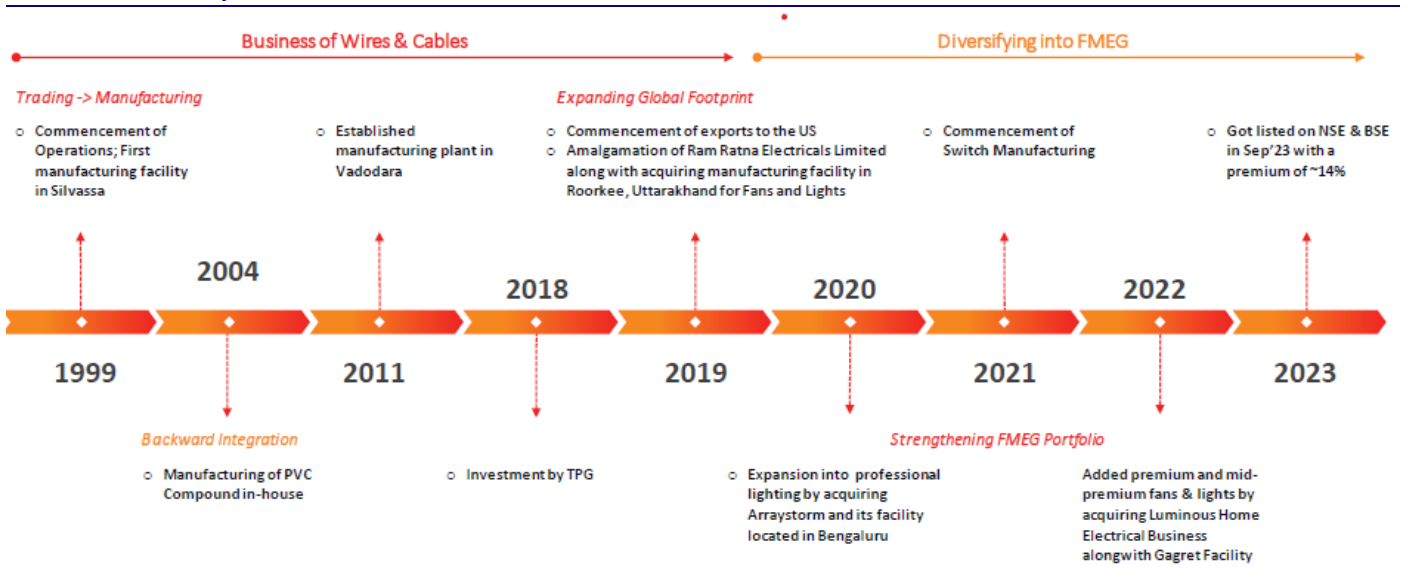 Business of Wires & Cables
Diversifying into FMEG
Trading -> Manufacturing
Expanding Global Footprint
○ Commencement of
Operations; First
manufacturing facility
in Silvassa
○ Established
manufacturing plant in
Vadodara
○ Commencement of exports to the US
○ Amalgamation of Ram Ratna Electricals Limited
along with acquiring manufacturing facility in
Roorkee, Uttarakhand for Fans and Lights
○ Commencement of
Switch Manufacturing
○ Got listed on NSE & BSE
in Sep'23 with a
premium of ~14%
2004
2018
2020
2022
1999
2011
2019
2021
2023
Backward Integration
Strengthening FMEG Portfolio
○ Manufacturing of PVC
Compound in-house
○ Investment by TPG
○ Expansion into professional
lighting by acquiring
Arraystorm and its facility
located in Bengaluru
Added premium and mid-
premium fans & lights by
acquiring Luminous Home
Electrical Business
alongwith Gagret Facility